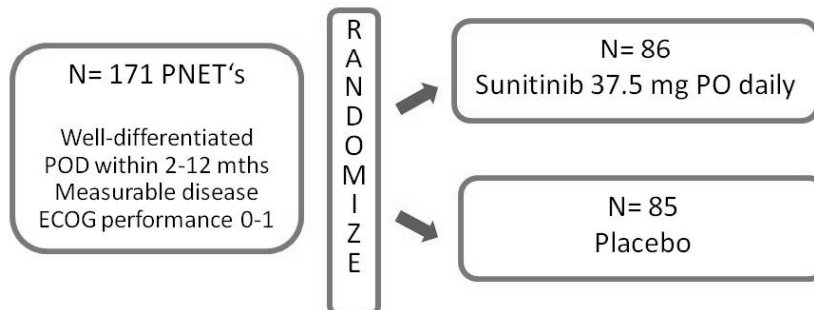 N= 171 PNET‘s
Well-differentiated
POD within 2-12 mths
Measurable disease
ECOG performance 0-1
R
A
N
D
O
M
I
Z
E
N= 86
Sunitinib 37.5 mg PO daily
N= 85
Placebo